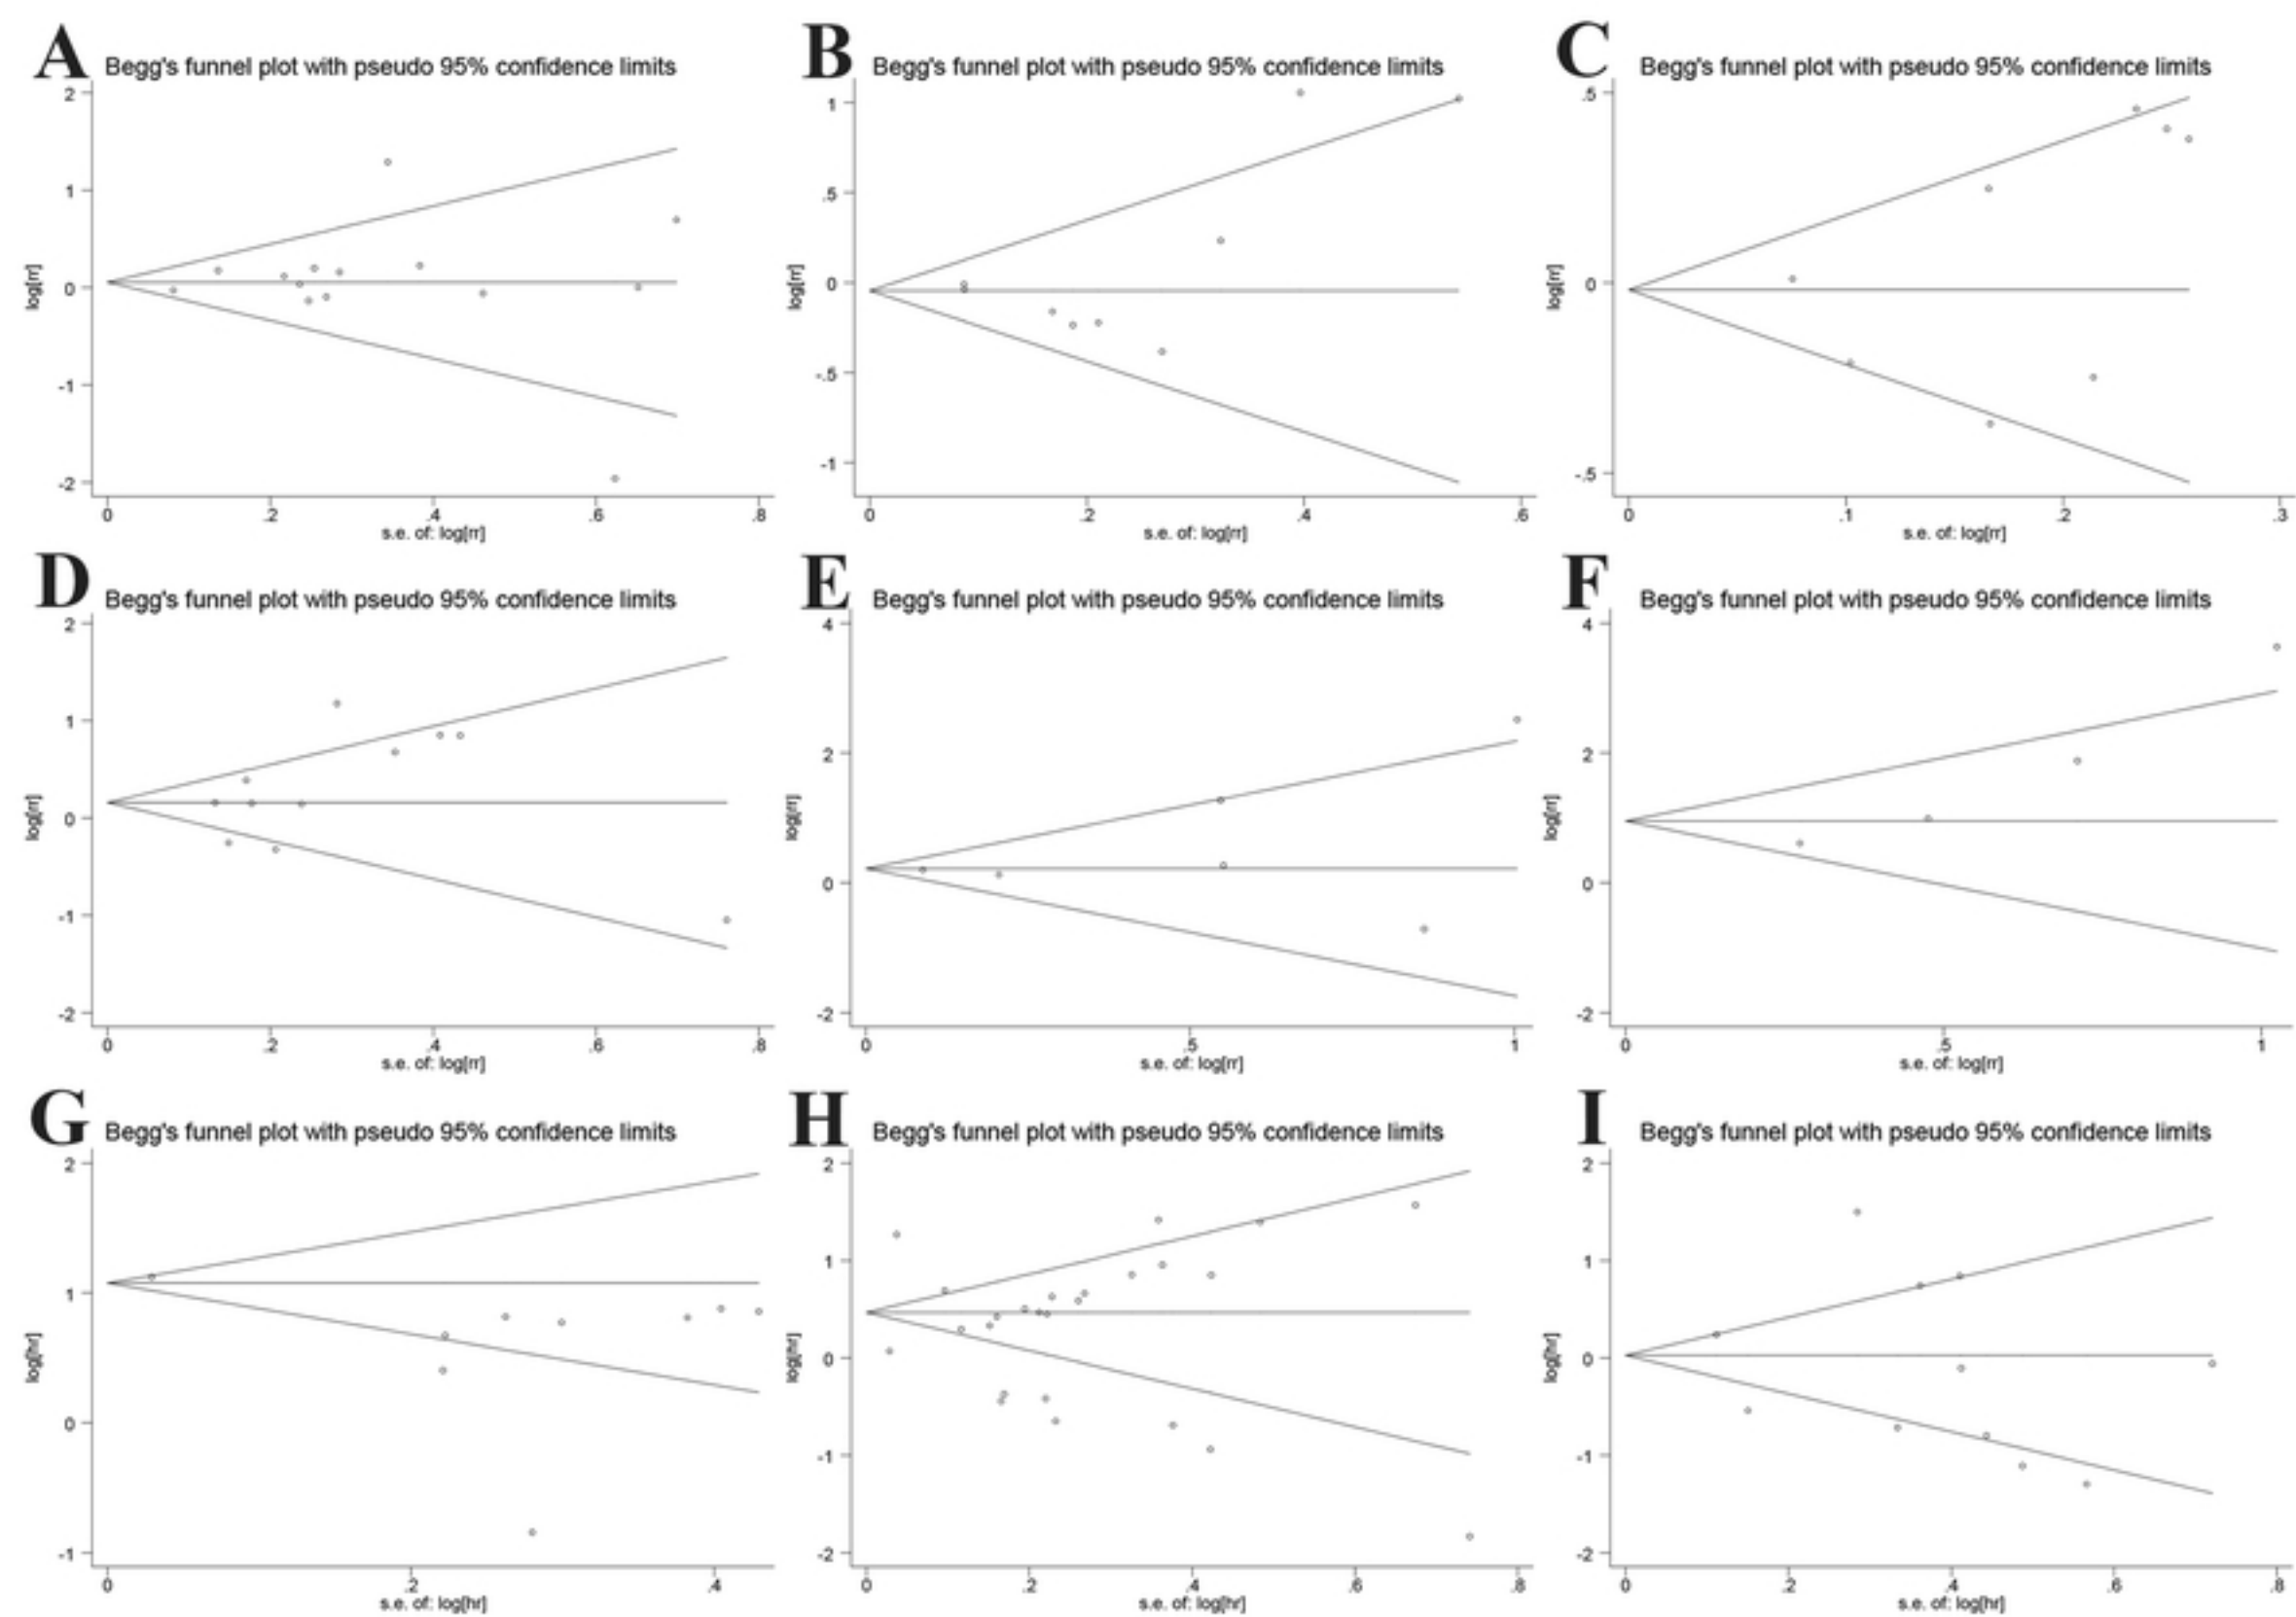 A Begg's funnel plot with pseudo 95% confidence limits
2
1
0
-1
-2
log[rr]
0 .2 .4 .6 .8
s.e. of: log[rr]
B Begg's funnel plot with pseudo 95% confidence limits
1
.5
0
-.5
-1
log[rr]
0 .2 .4 .6
s.e. of: log[rr]
C Begg's funnel plot with pseudo 95% confidence limits
.5
0
-.5
log[rr]
0 .1 .2 .3
s.e. of: log[rr]
D Begg's funnel plot with pseudo 95% confidence limits
2
1
0
-1
-2
log[rr]
0 .2 .4 .6 .8
s.e. of: log[rr]
E Begg's funnel plot with pseudo 95% confidence limits
4
2
0
-2
log[rr]
0 .5 1
s.e. of: log[rr]
F Begg's funnel plot with pseudo 95% confidence limits
4
2
0
-2
log[rr]
0 .5 1
s.e. of: log[rr]
G Begg's funnel plot with pseudo 95% confidence limits
2
1
0
-1
log[hr]
0 .2 .4
s.e. of: log[hr]
H Begg's funnel plot with pseudo 95% confidence limits
2
1
0
-1
-2
log[hr]
0 .2 .4 .6 .8
s.e. of: log[hr]
I Begg's funnel plot with pseudo 95% confidence limits
2
1
0
-1
-2
log[hr]
0 .2 .4 .6 .8
s.e. of: log[hr]